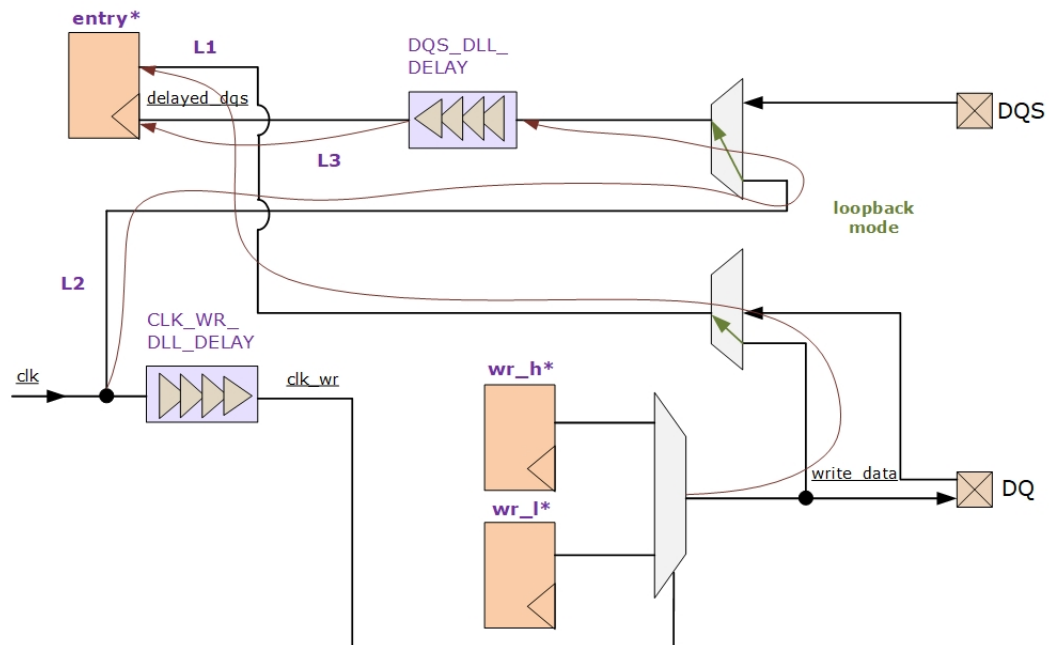 entry*
L1
DQS_DLL_
DELAY
delayed_dqs
DQS
L3
loopback
mode
L2
CLK_WR_
DLL_DELAY
clk
clk_wr
wr_h*
write_data
DQ
wr_l*